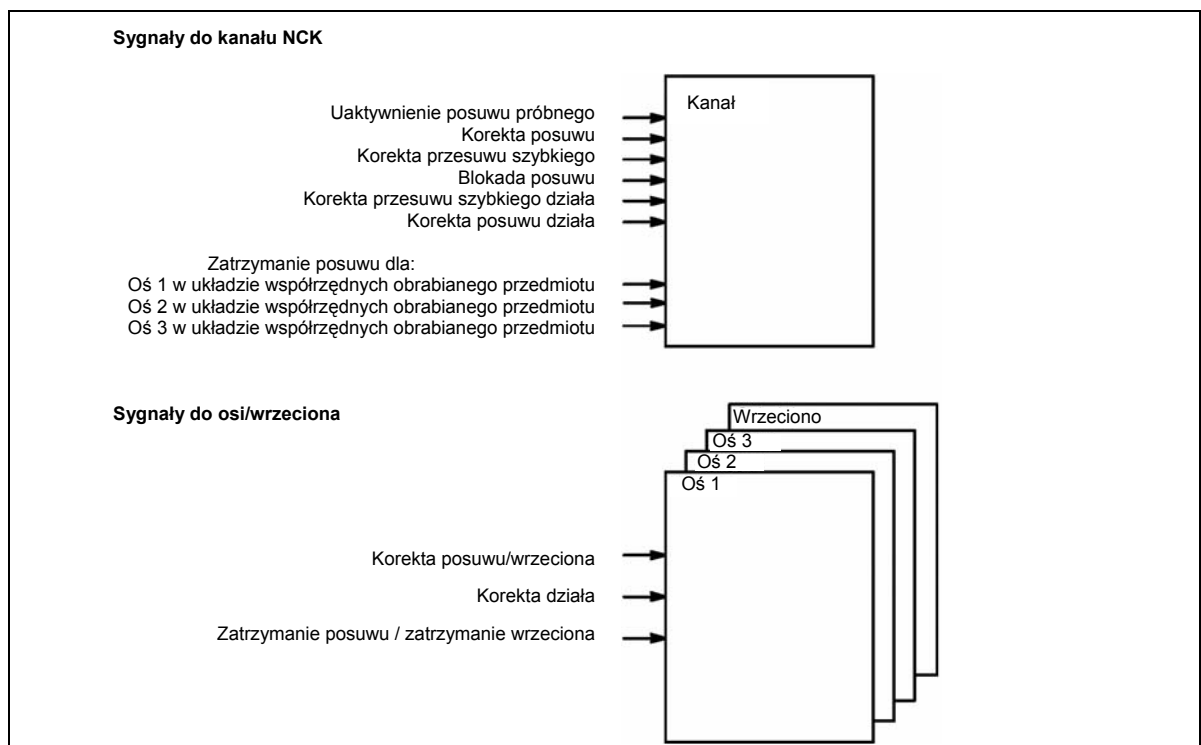 Sygnały do kanału NCK
Kanał
Uaktywnienie posuwu próbnego
Korekta posuwu
Korekta przesuwu szybkiego
Blokada posuwu
Korekta przesuwu szybkiego działa
Korekta posuwu działa
Zatrzymanie posuwu dla:
Oś 1 w układzie współrzędnych obrabianego przedmiotu
Oś 2 w układzie współrzędnych obrabianego przedmiotu
Oś 3 w układzie współrzędnych obrabianego przedmiotu
Sygnały do osi/wrzeciona
Wrzeciono
Oś 3
Oś 2
Oś 1
Korekta posuwu/wrzeciona
Korekta działa
Zatrzymanie posuwu / zatrzymanie wrzeciona